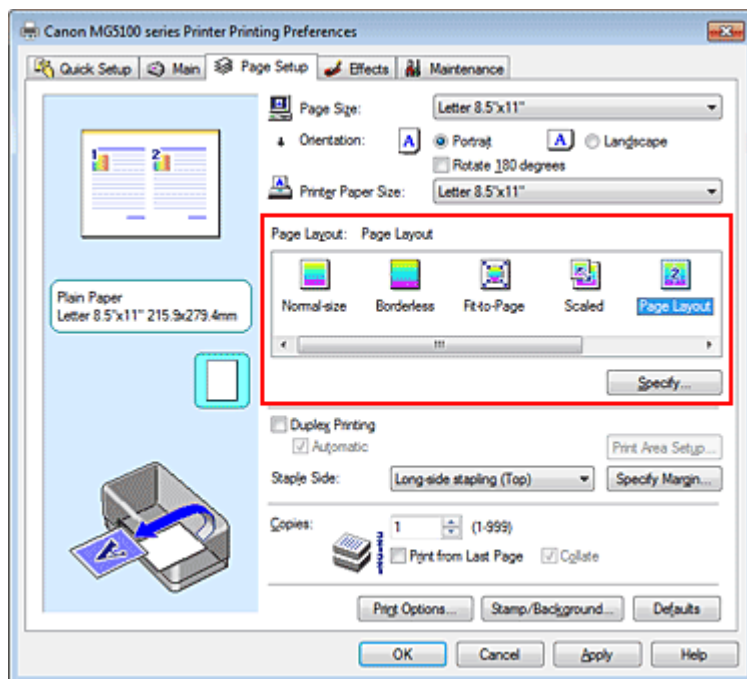 Canon MG5100 series Printer Printing Preferences
Quick Setup Main Page Setup Effects Maintenance
Page Size: Letter 8.5"x11"
Orientation: A Portrait A Landscape
Rotate 180 degrees
Printer Paper Size: Letter 8.5"x11"
1 2
Page Layout: Page Layout
Normal-size Borderless Fit-to-Page Scaled Page Layout
Plain Paper
Letter 8.5"x11" 215.9x279.4mm
Specify...
Duplex Printing
Automatic Print Area Setup...
Staple Side: Long-side stapling (Top) Specify Margin...
Copies: 1 (1-999)
Print from Last Page Collate
Print Options... Stamp/Background... Defaults
OK Cancel Apply Help